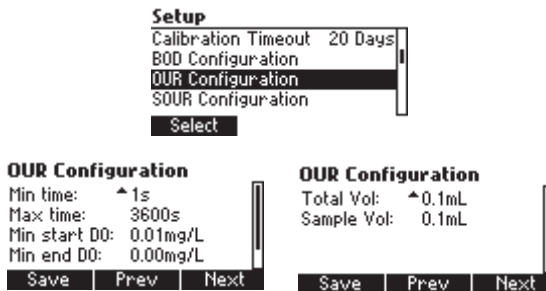 Setup
Calibration Timeout 20 Days
BOD Configuration
OUR Configuration
SOUR Configuration
Select
OUR Configuration
Min time: 1s
Max time: 3600s
Min start DO: 0.01mg/L
Min end DO: 0.00mg/L
Save Prev Next
OUR Configuration
Total Vol: 0.1mL
Sample Vol: 0.1mL
Save Prev Next